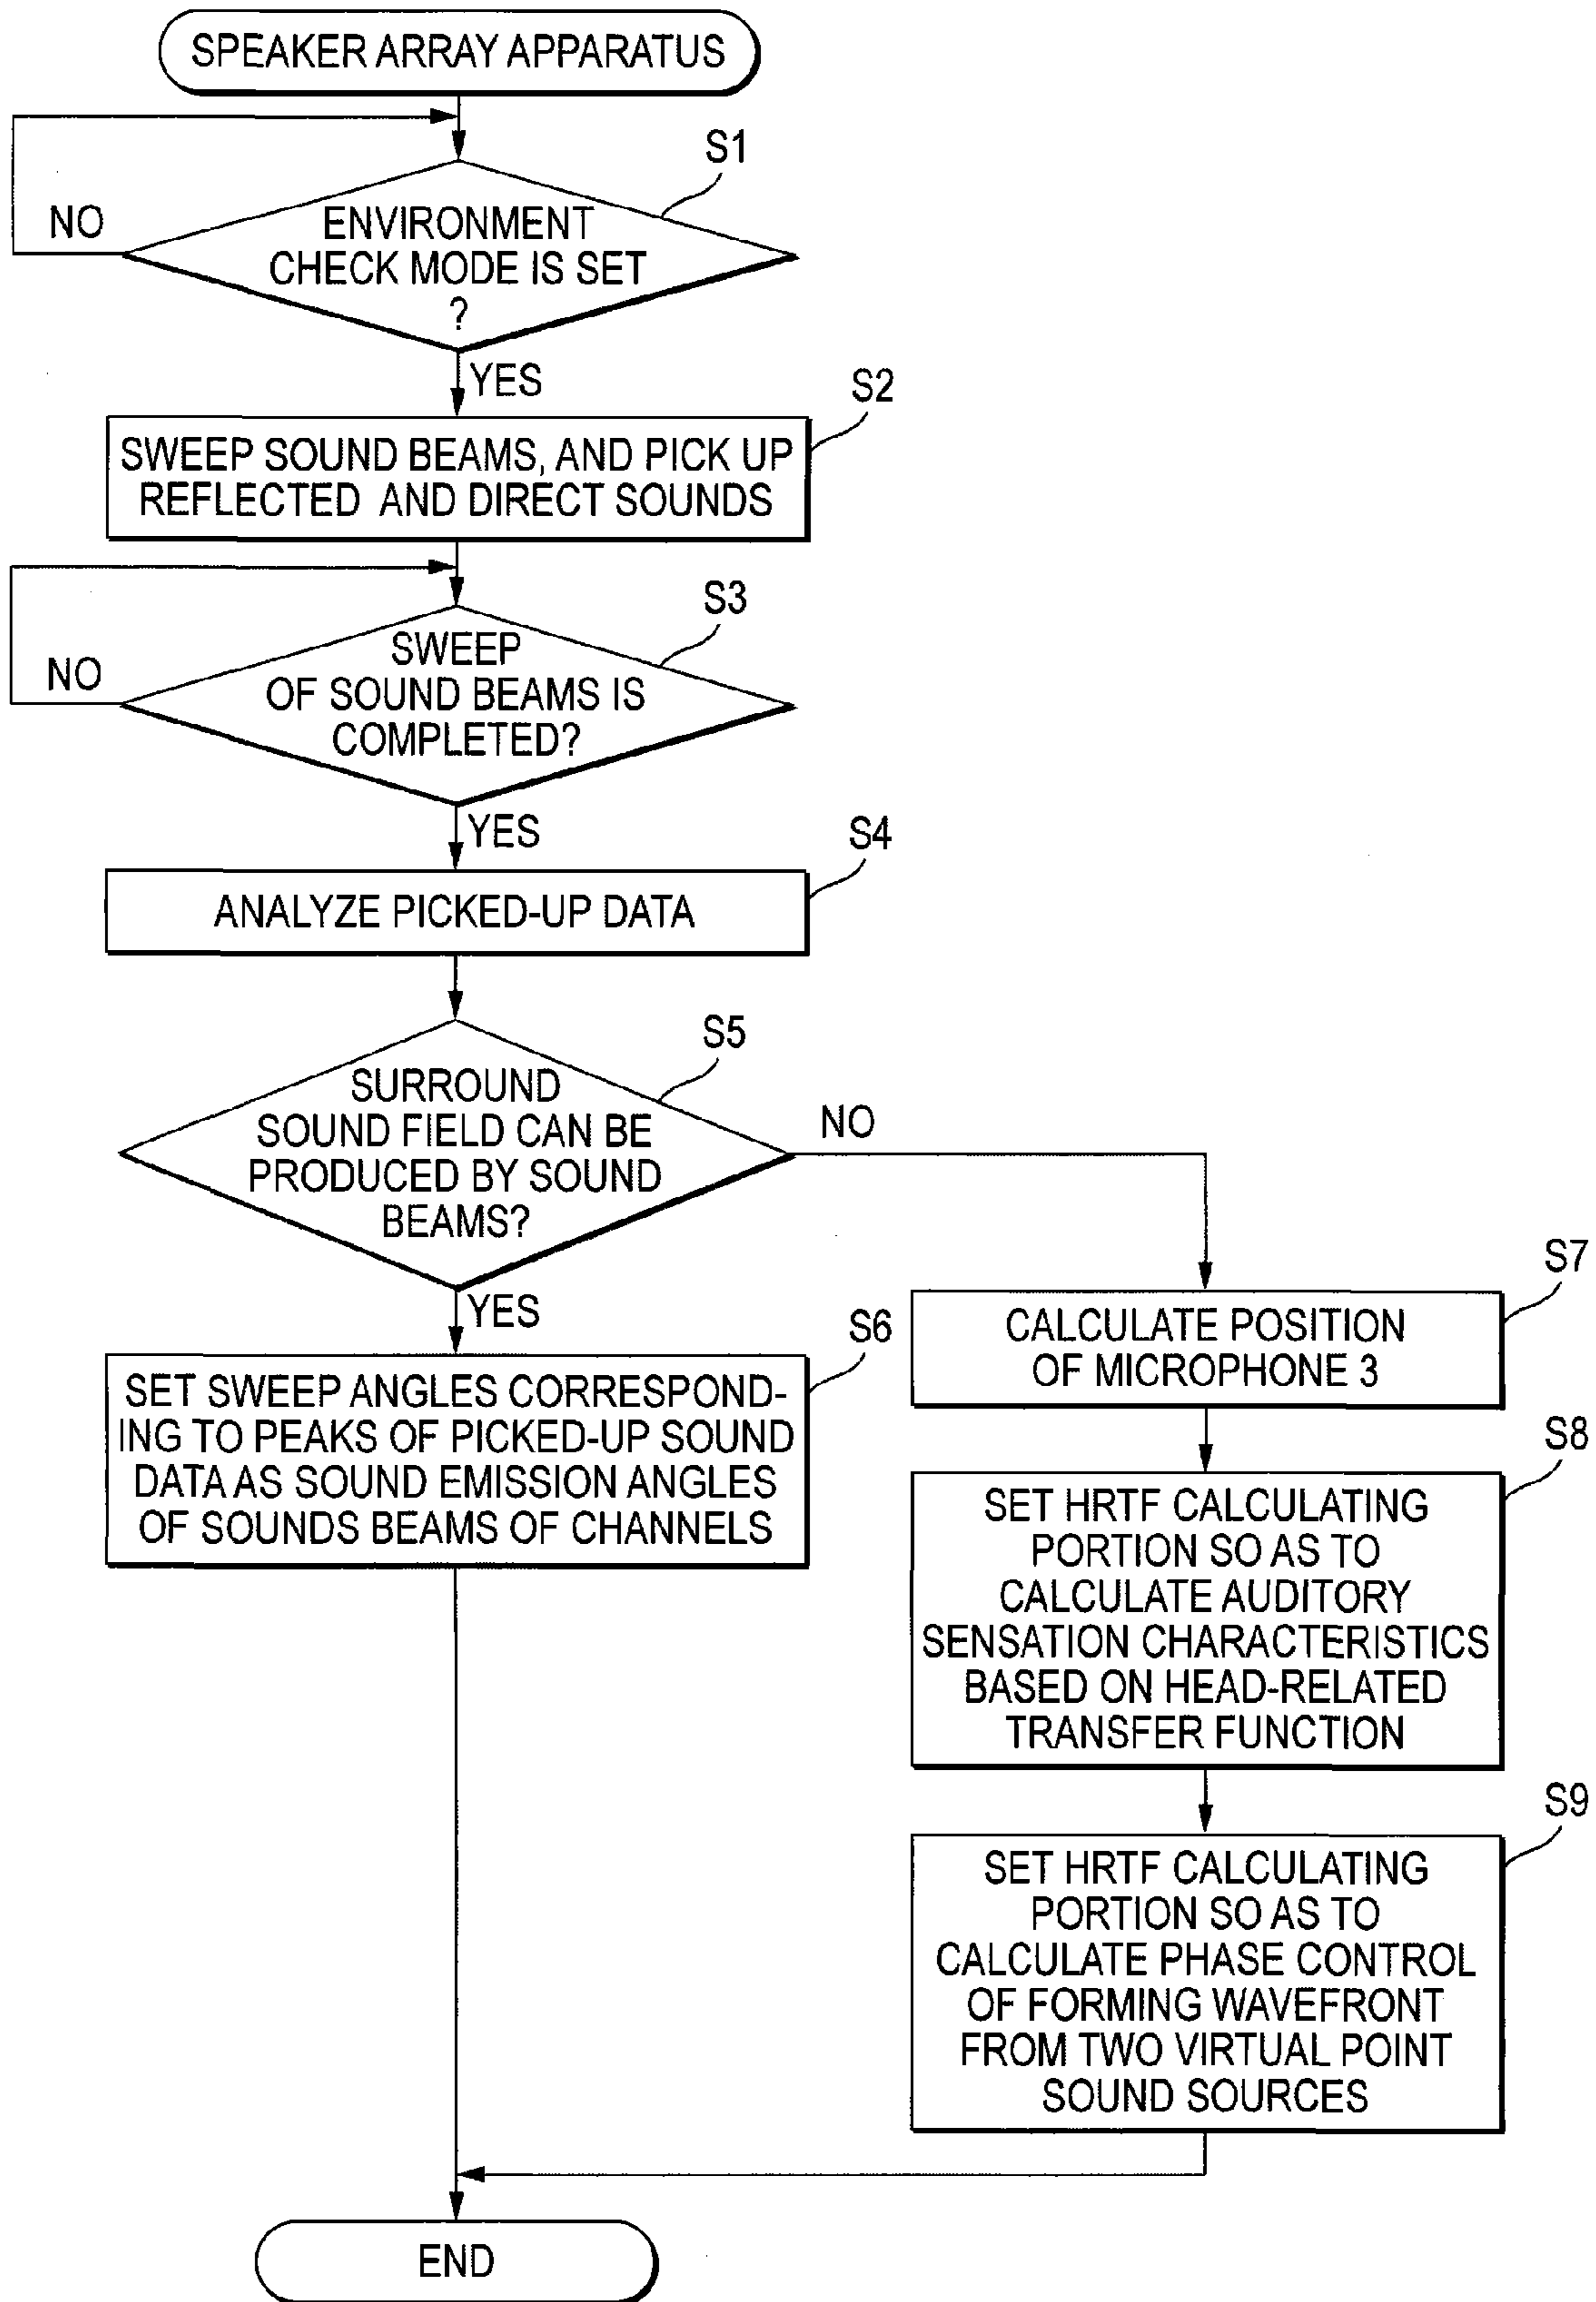 SPEAKER ARRAY APPARATUS
S1
NO
ENVIRONMENT
CHECK MODE IS SET
?
YES
S2
SWEEP SOUND BEAMS, AND PICK UP
REFLECTED AND DIRECT SOUNDS
S3
NO
SWEEP
OF SOUND BEAMS IS
COMPLETED?
YES
S4
ANALYZE PICKED-UP DATA
S5
SURROUND
SOUND FIELD CAN BE
PRODUCED BY SOUND
BEAMS?
NO
YES
S6
SET SWEEP ANGLES CORRESPOND-
ING TO PEAKS OF PICKED-UP SOUND
DATA AS SOUND EMISSION ANGLES
OF SOUNDS BEAMS OF CHANNELS
S7
CALCULATE POSITION
OF MICROPHONE 3
S8
SET HRTF CALCULATING
PORTION SO AS TO
CALCULATE AUDITORY
SENSATION CHARACTERISTICS
BASED ON HEAD-RELATED
TRANSFER FUNCTION
S9
SET HRTF CALCULATING
PORTION SO AS TO
CALCULATE PHASE CONTROL
OF FORMING WAVEFRONT
FROM TWO VIRTUAL POINT
SOUND SOURCES
END